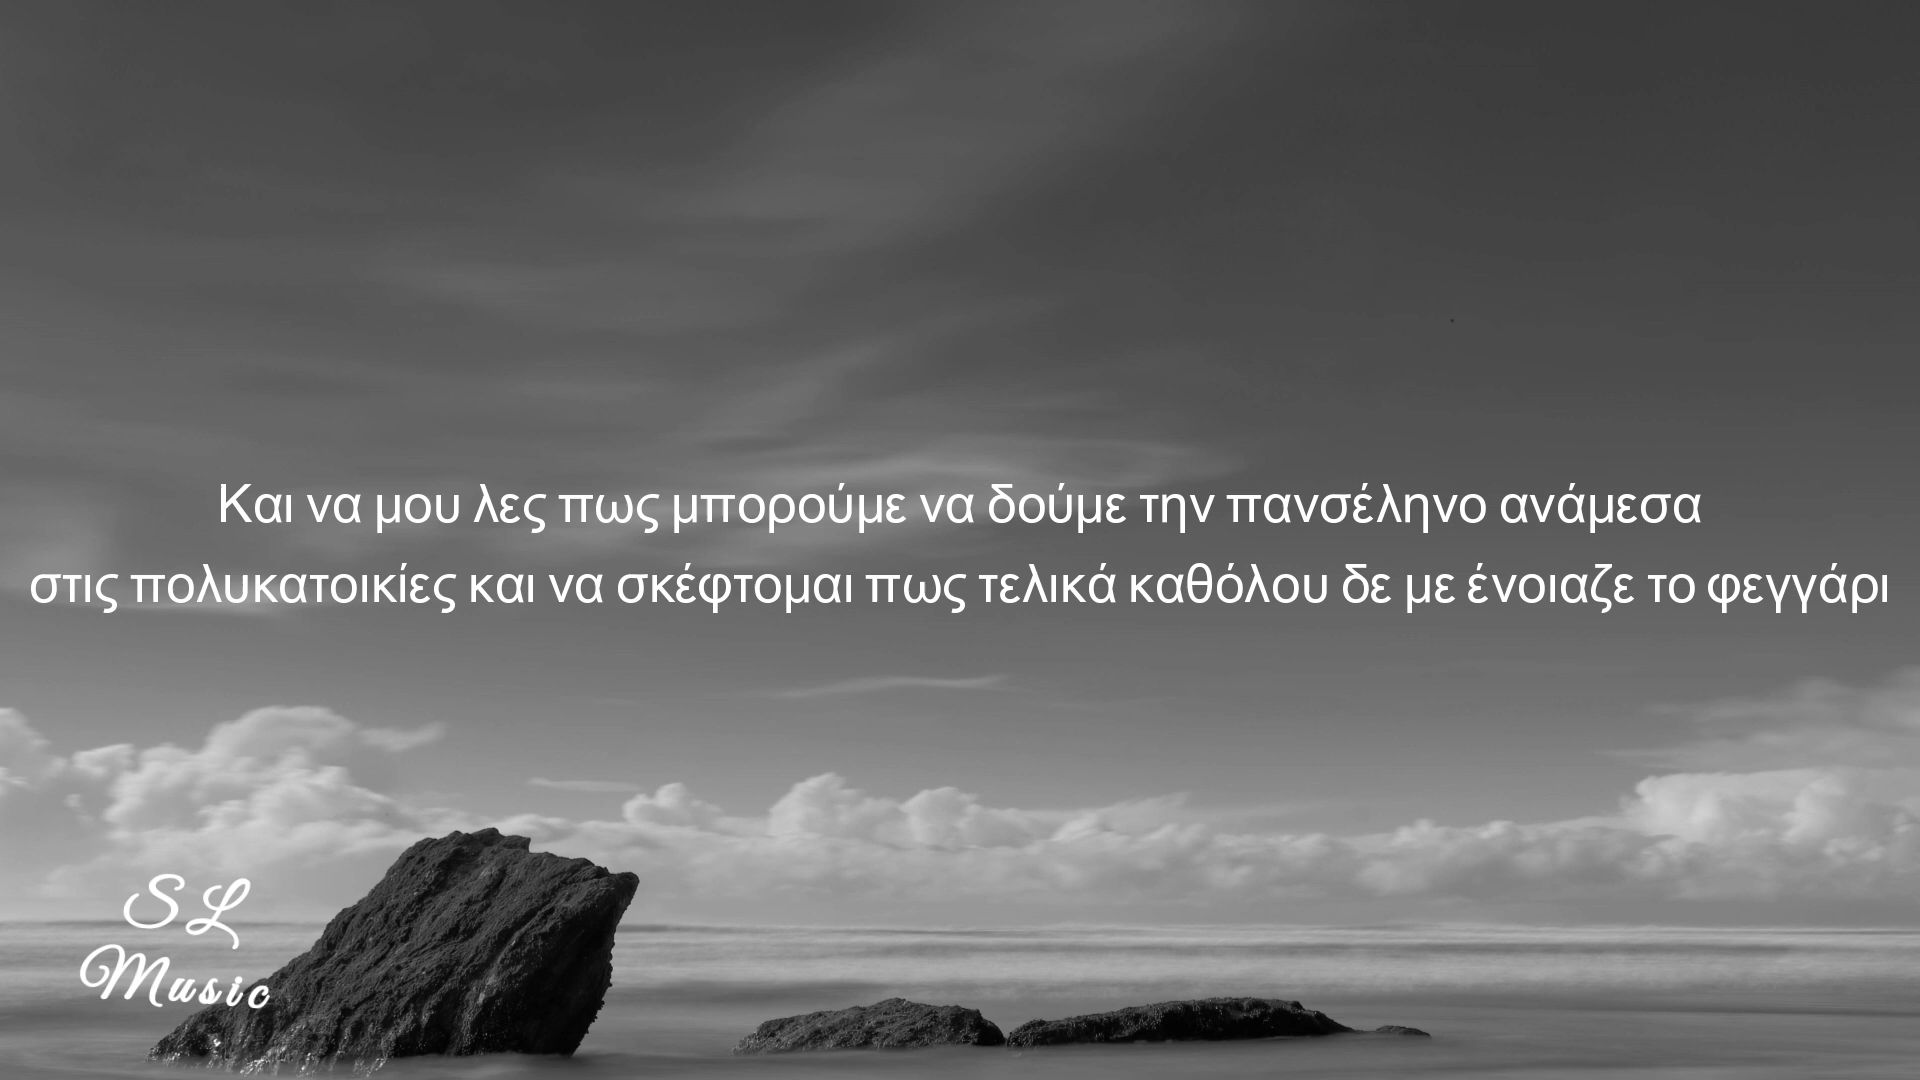 Και να μου λες πως μπορούμε να δούμε την πανσέληνο ανάμεσα
στις πολυκατοικίες και να σκέφτομαι πως τελικά καθόλου δε με ένοιαζε το φεγγάρι
SL
Music